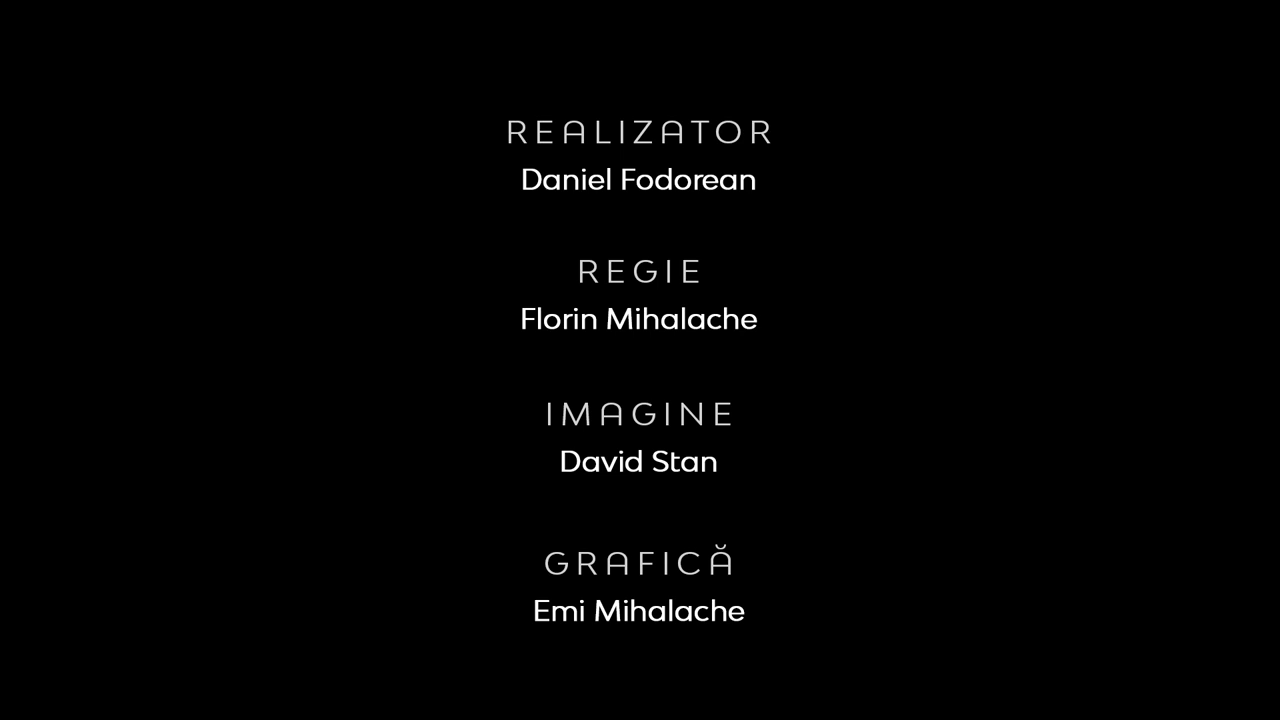 REALIZATOR
Daniel Fodorean
REGIE
Florin Mihalache
IMAGINE
David Stan
GRAFICĂ
Emi Mihalache